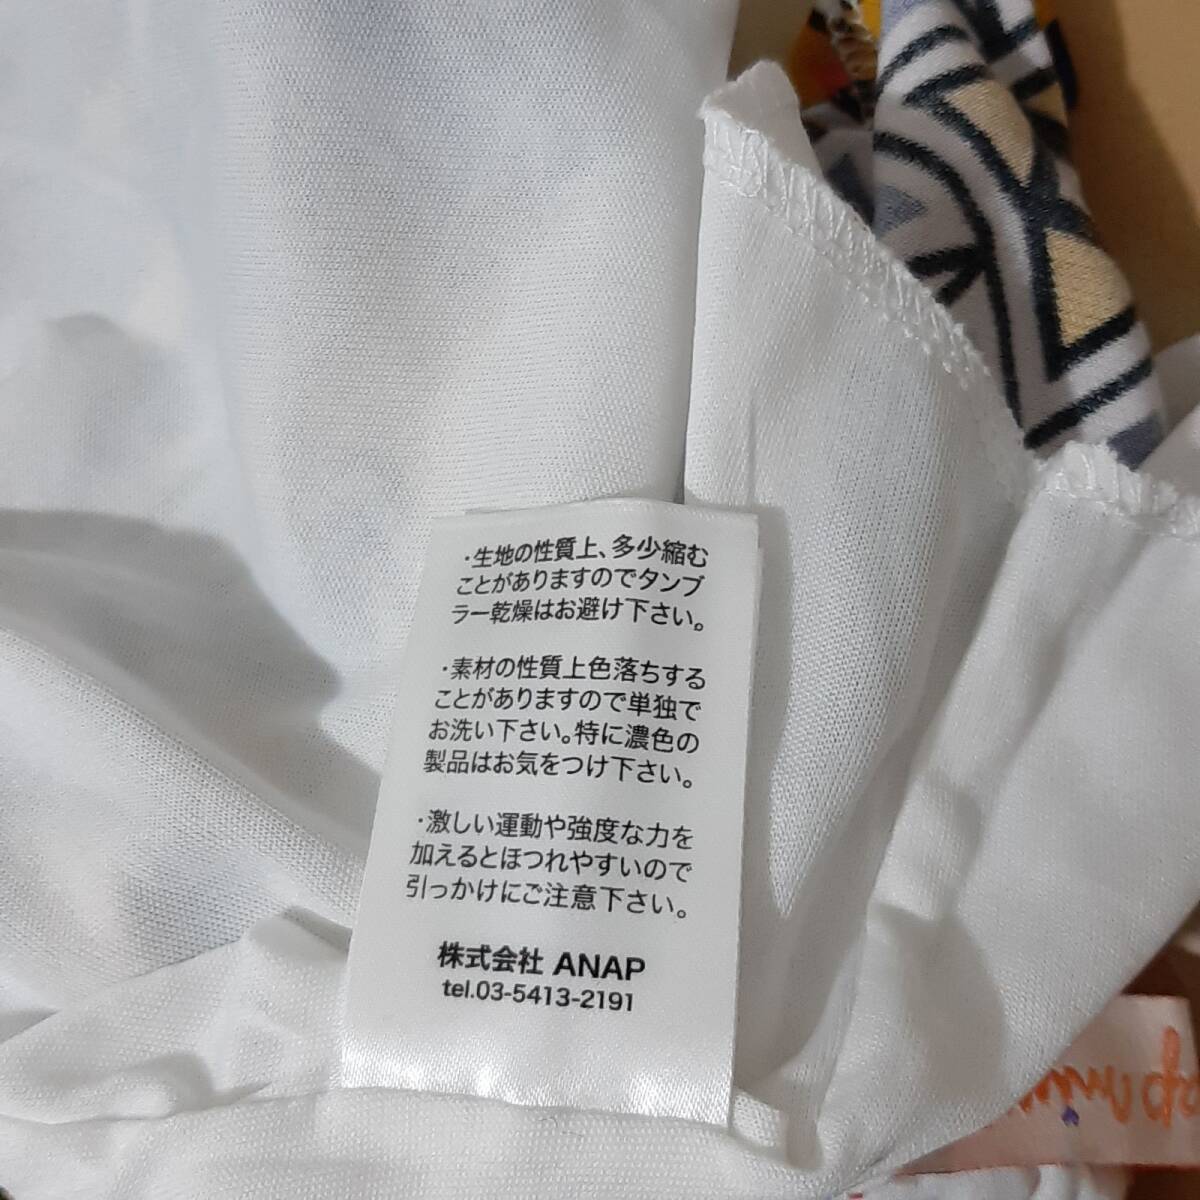 ・生地の性質上、多少縮む
ことがありますのでタンブ
ラー乾燥はお避け下さい。
・素材の性質上色落ちする
ことがありますので単独で
お洗い下さい。特に濃色の
製品はお気をつけ下さい。
・激しい運動や強度な力を
加えるとほつれやすいので
引っかけにご注意下さい。
株式会社 ANAP
tel.03-5413-2191